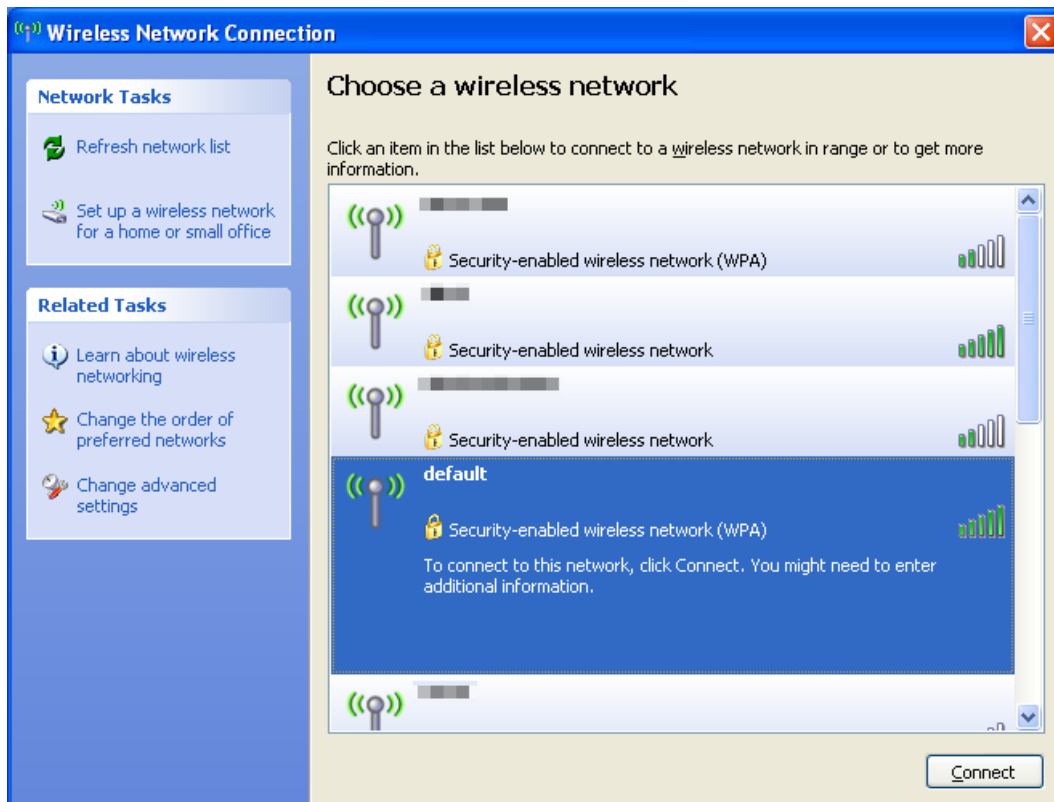 Wireless Network Connection
Network Tasks
Refresh network list
Set up a wireless network
for a home or small office
Related Tasks
Learn about wireless
networking
Change the order of
preferred networks
Change advanced
settings
Choose a wireless network
Click an item in the list below to connect to a wireless network in range or to get more
information.
Security-enabled wireless network (WPA)
Security-enabled wireless network
Security-enabled wireless network
default
Security-enabled wireless network (WPA)
To connect to this network, click Connect. You might need to enter
additional information.
Connect